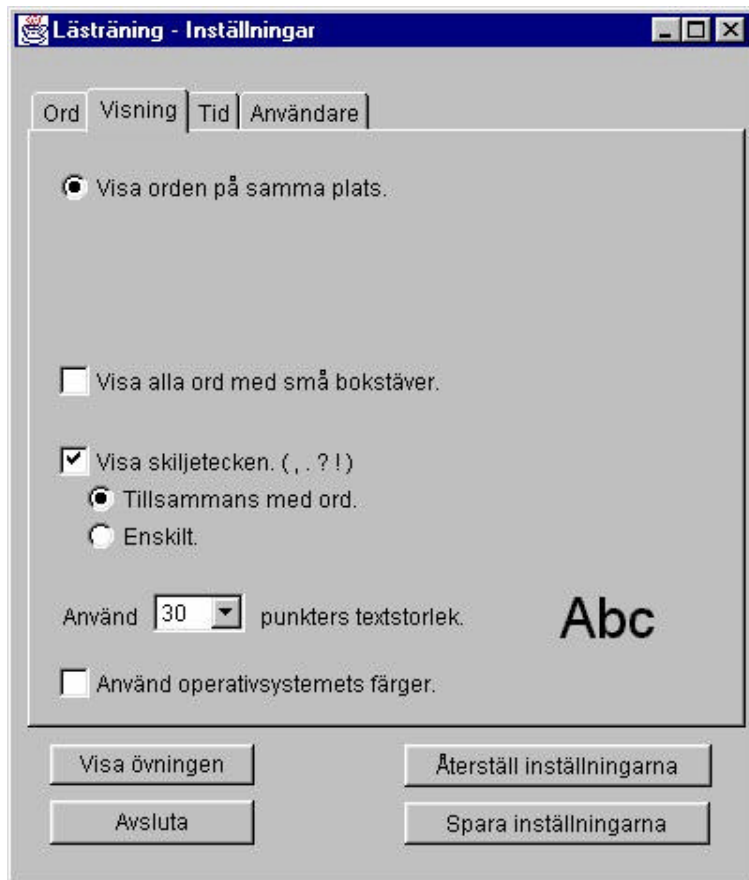 Lästräning - Inställningar
Ord Visning Tid Användare
Visa orden på samma plats.
Visa alla ord med små bokstäver.
Visa skiljetecken. ( , . ? ! )
Tillsammans med ord.
Enskilt.
Använd 30 punkters textstorlek. Abc
Använd operativsystemets färger.
Visa övningen Återställ inställningarna
Avsluta Spara inställningarna